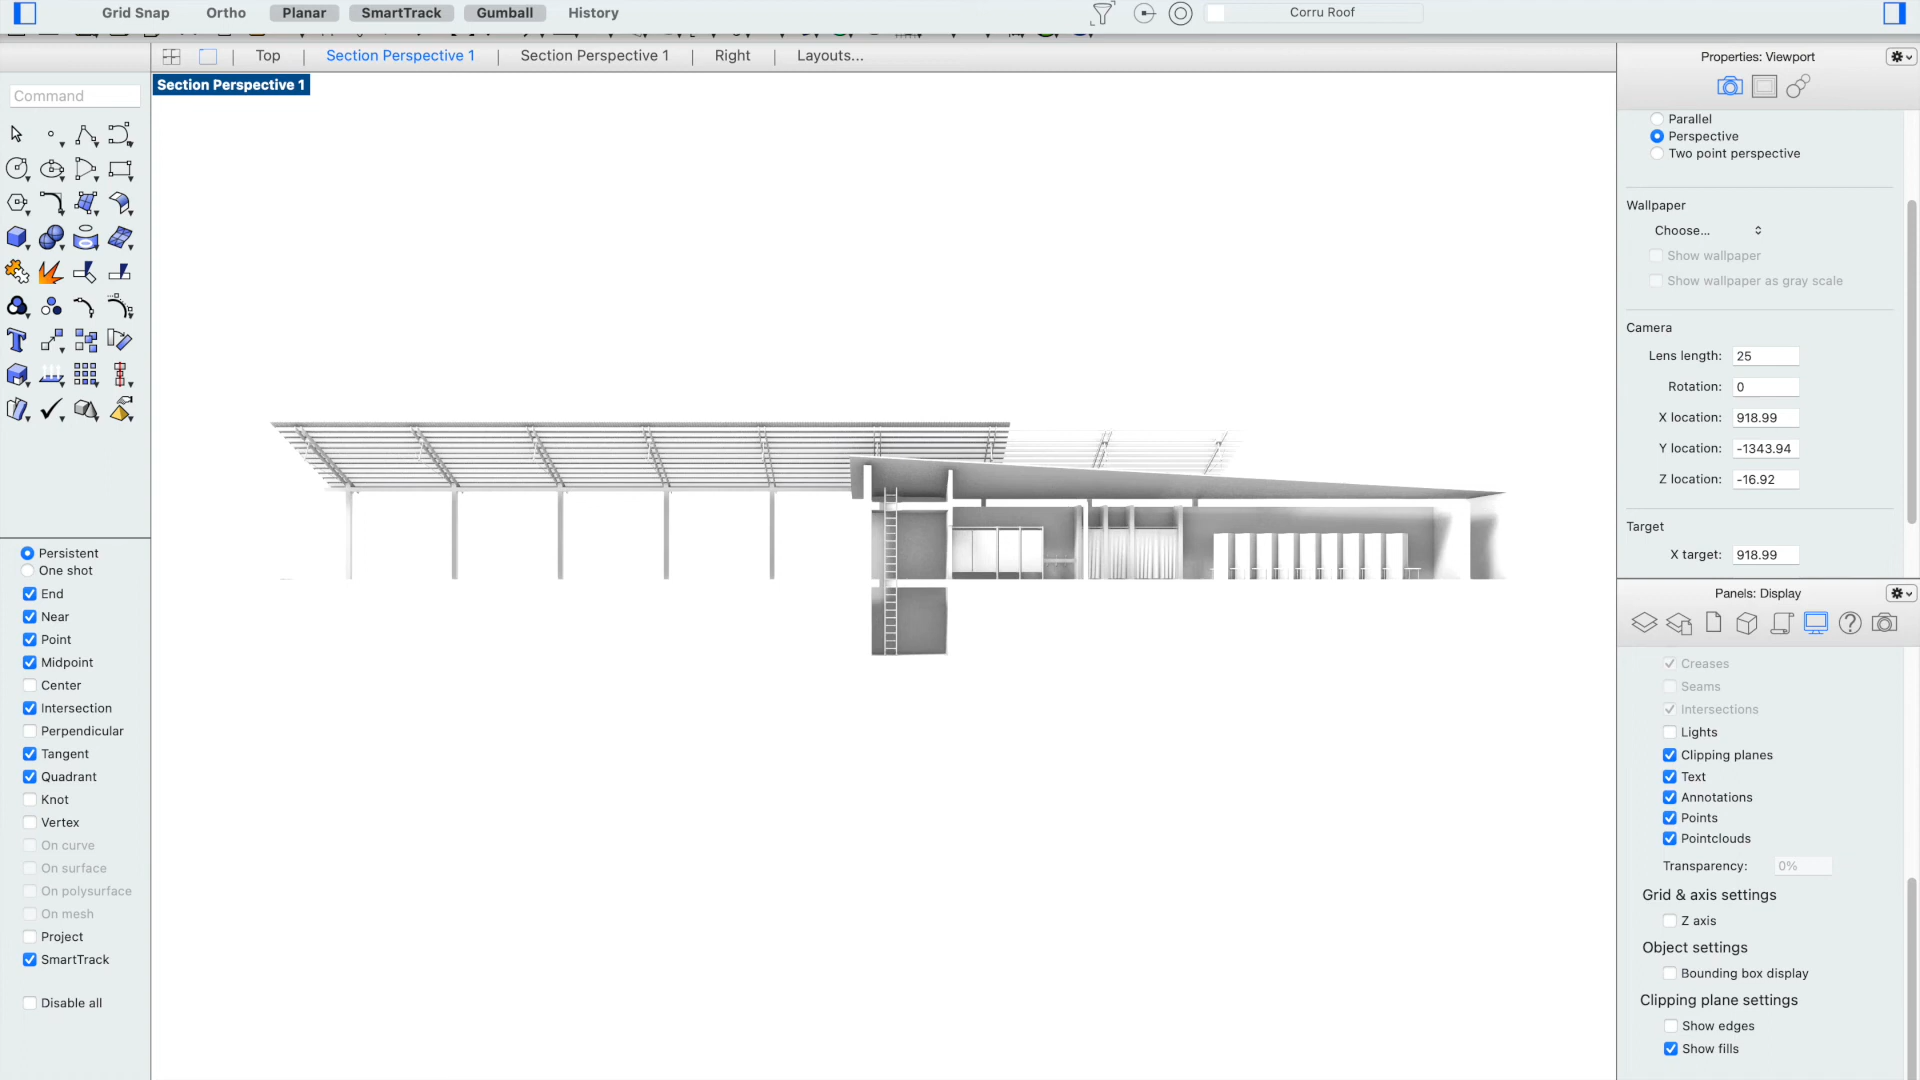 Grid Snap
Ortho
Planar
SmartTrack
Gumball
History
Corru Roof
Top
Section Perspective 1
Section Perspective 1
Right
Layouts...
Section Perspective 1
Command
Persistent
One shot
End
Near
Point
Midpoint
Center
Intersection
Perpendicular
Tangent
Quadrant
Knot
Vertex
On curve
On surface
On polysurface
On mesh
Project
SmartTrack
Disable all
Properties: Viewport
Parallel
Perspective
Two point perspective
Wallpaper
Choose...
Show wallpaper
Show wallpaper as gray scale
Camera
Lens length: 25
Rotation: 0
X location: 918.99
Y location: -1343.94
Z location: -16.92
Target
X target: 918.99
Panels: Display
Creases
Seams
Intersections
Lights
Clipping planes
Text
Annotations
Points
Pointclouds
Transparency: 0%
Grid & axis settings
Z axis
Object settings
Bounding box display
Clipping plane settings
Show edges
Show fills